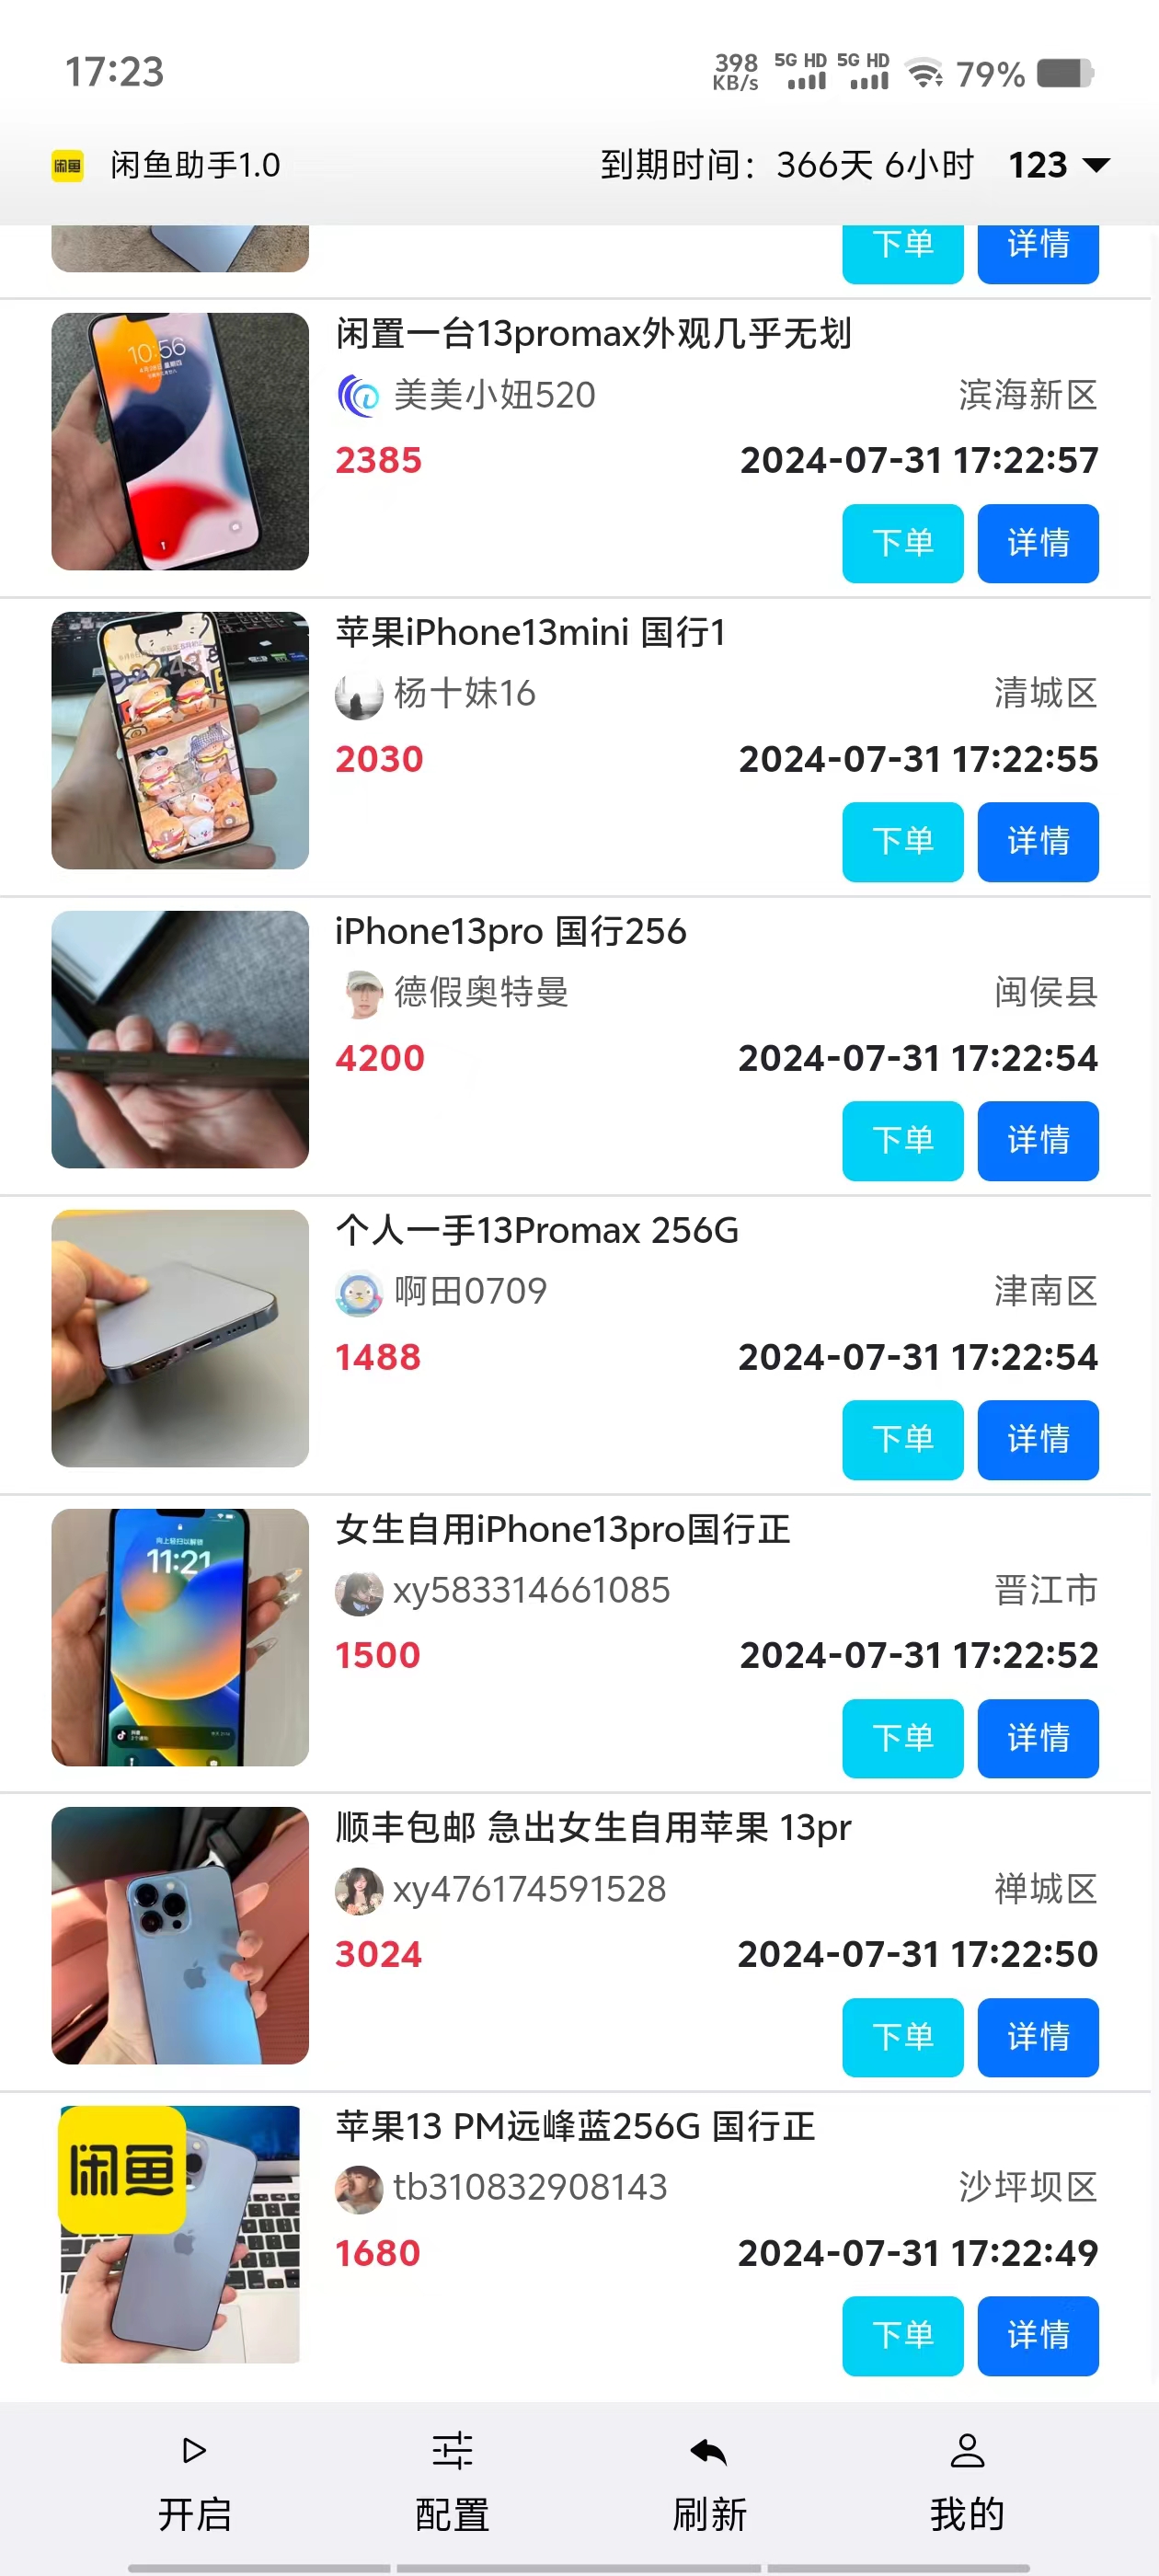 17:23
398 KB/s 5G HD 5G HD 79%
闲鱼 闲鱼助手1.0 到期时间：366天 6小时 123
下单 详情
闲置一台13promax外观几乎无划
美美小妞520 滨海新区
2385 2024-07-31 17:22:57
下单 详情
苹果iPhone13mini 国行1
杨十妹16 清城区
2030 2024-07-31 17:22:55
下单 详情
iPhone13pro 国行256
德假奥特曼 闽侯县
4200 2024-07-31 17:22:54
下单 详情
个人一手13Promax 256G
啊田0709 津南区
1488 2024-07-31 17:22:54
下单 详情
女生自用iPhone13pro国行正
xy583314661085 晋江市
1500 2024-07-31 17:22:52
下单 详情
顺丰包邮 急出女生自用苹果 13pr
xy476174591528 禅城区
3024 2024-07-31 17:22:50
下单 详情
苹果13 PM远峰蓝256G 国行正
tb310832908143 沙坪坝区
1680 2024-07-31 17:22:49
下单 详情
10:56
11:21
闲鱼
开启 配置 刷新 我的